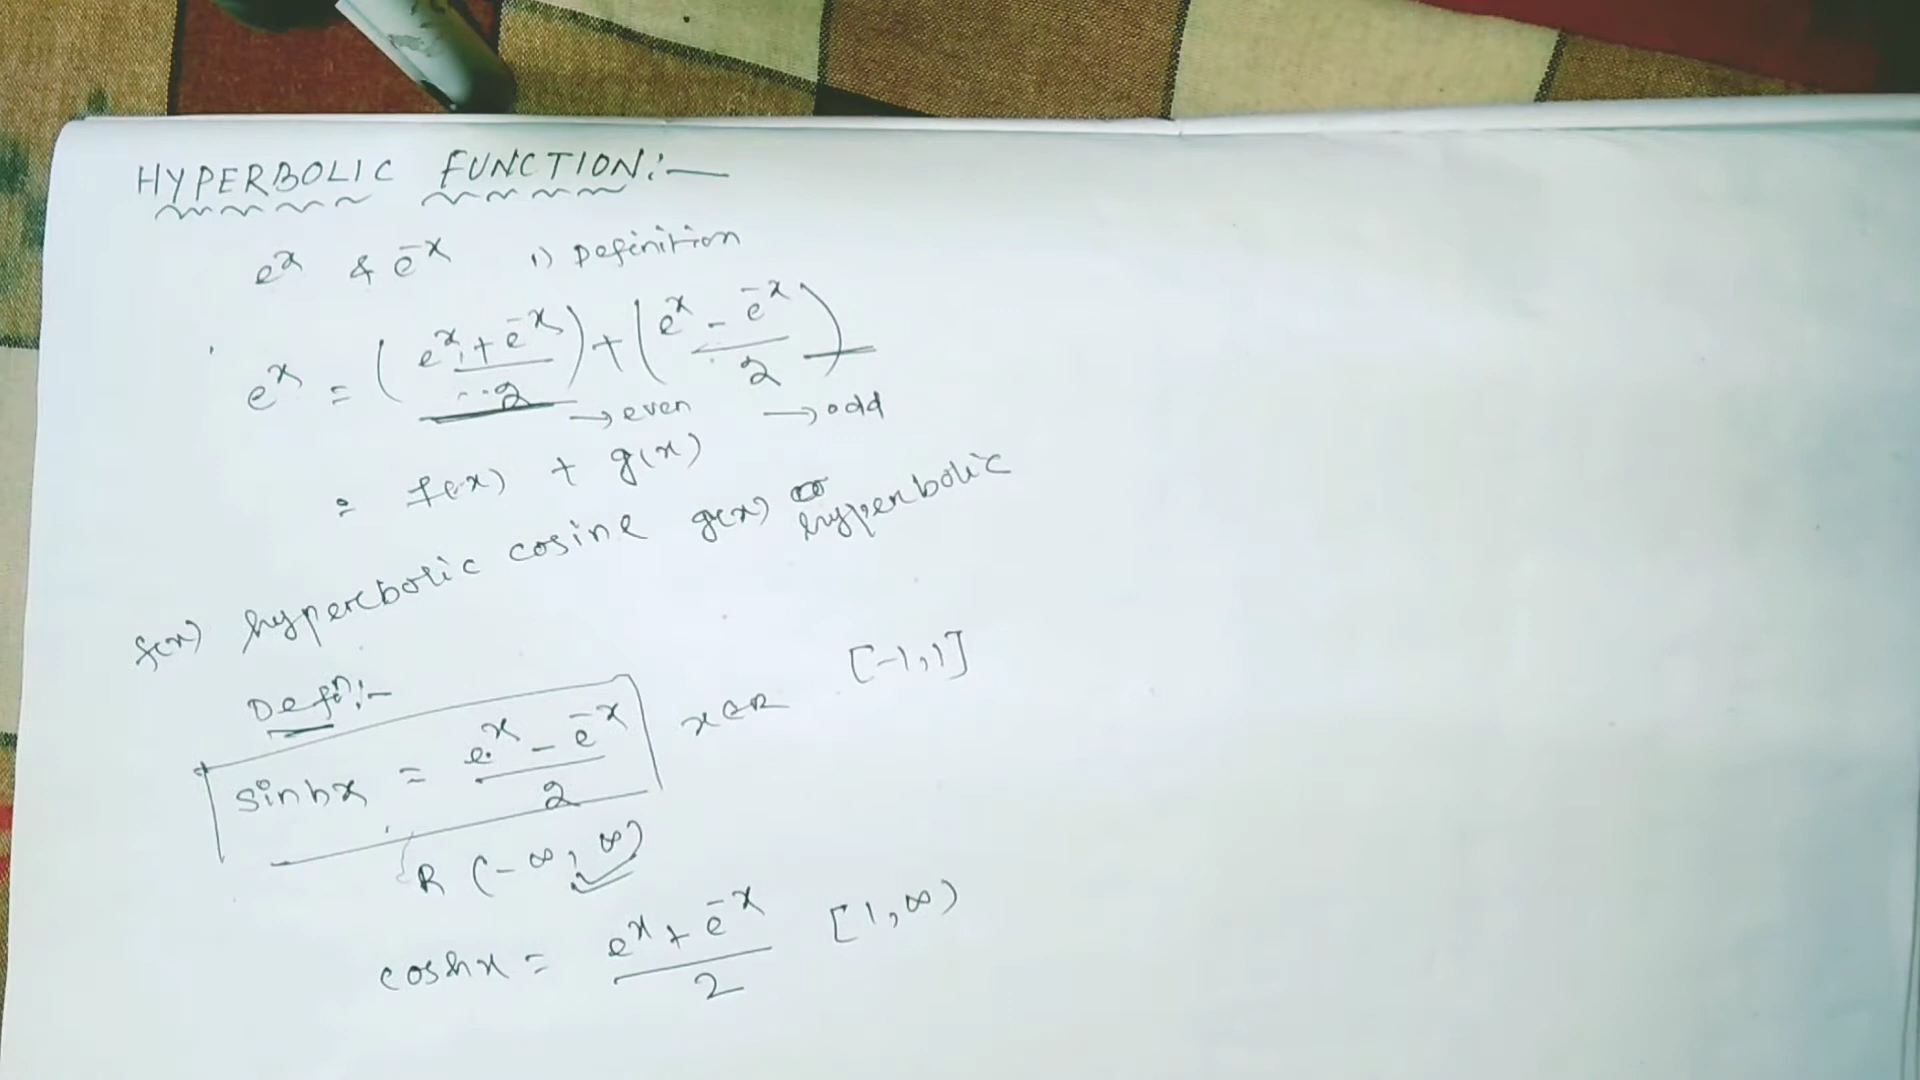 HYPERBOLIC FUNCTION:—
e^x & e^-x 1) Definition
e^x = (e^x + e^-x / 2) + (e^x - e^-x / 2)
→ even → odd
= f(x) + g(x)
f(x) hyperbolic cosine g(x) hyperbolic
Defn:- [-1,1]
sinhx = e^x - e^-x / 2 x∈R
R (-∞, ∞)
coshx = e^x + e^-x / 2 [1,∞)